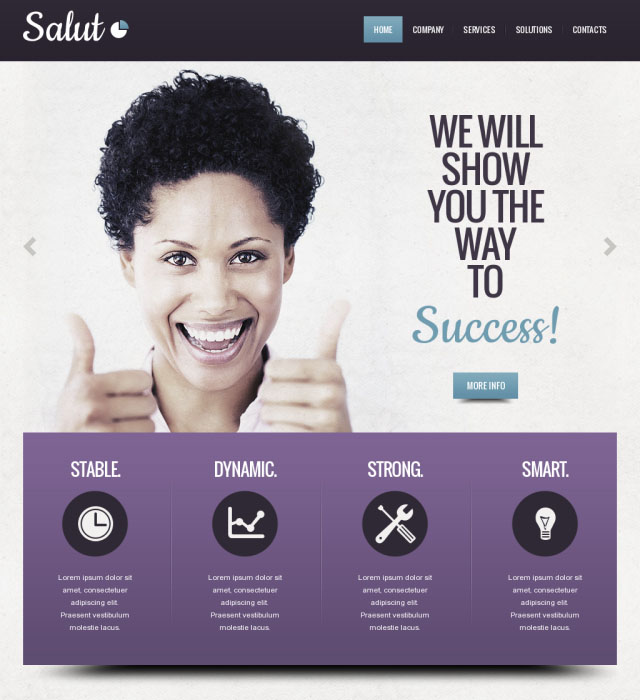 Salut
HOME COMPANY SERVICES SOLUTIONS CONTACTS
WE WILL
SHOW
YOU THE
WAY
TO
Success!
MORE INFO
STABLE.
Lorem ipsum dolor sit
amet, consectetuer
adipiscing elit.
Praesent vestibulum
molestie lacus.
DYNAMIC.
Lorem ipsum dolor sit
amet, consectetuer
adipiscing elit.
Praesent vestibulum
molestie lacus.
STRONG.
Lorem ipsum dolor sit
amet, consectetuer
adipiscing elit.
Praesent vestibulum
molestie lacus.
SMART.
Lorem ipsum dolor sit
amet, consectetuer
adipiscing elit.
Praesent vestibulum
molestie lacus.